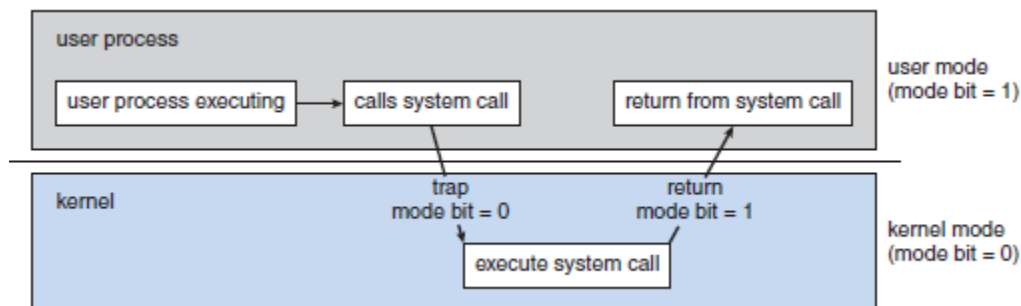 user process
user process executing
calls system call
return from system call
user mode
(mode bit = 1)
kernel
trap
mode bit = 0
return
mode bit = 1
execute system call
kernel mode
(mode bit = 0)